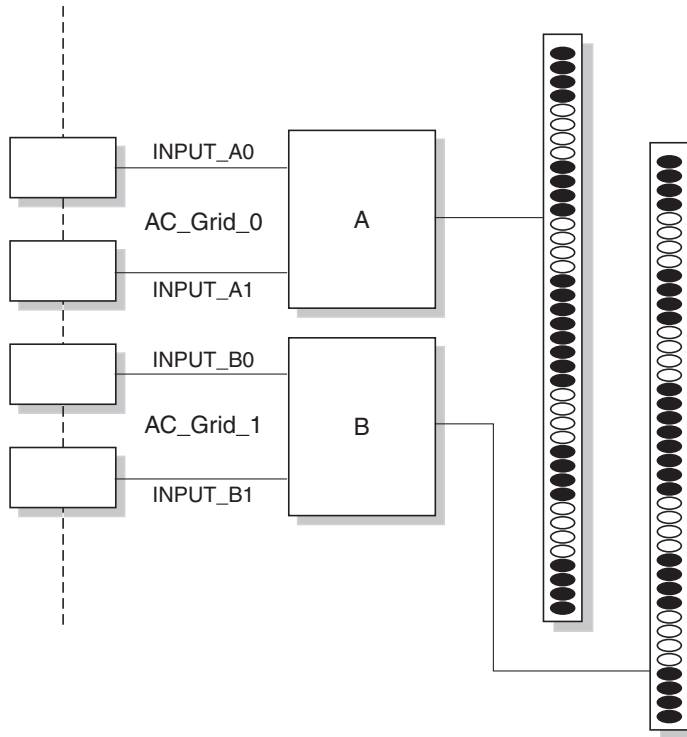 INPUT_A0
AC_Grid_0
A
INPUT_A1
INPUT_B0
AC_Grid_1
B
INPUT_B1